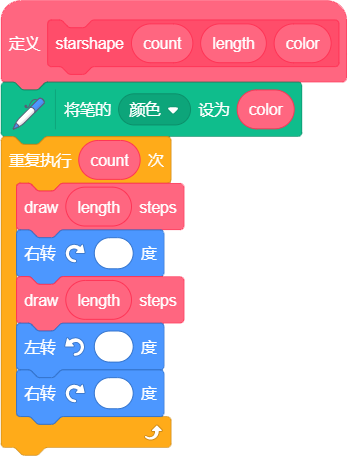 定义 starshape count length color
将笔的 颜色 设为 color
重复执行 count 次
draw length steps
右转 度
draw length steps
左转 度
右转 度